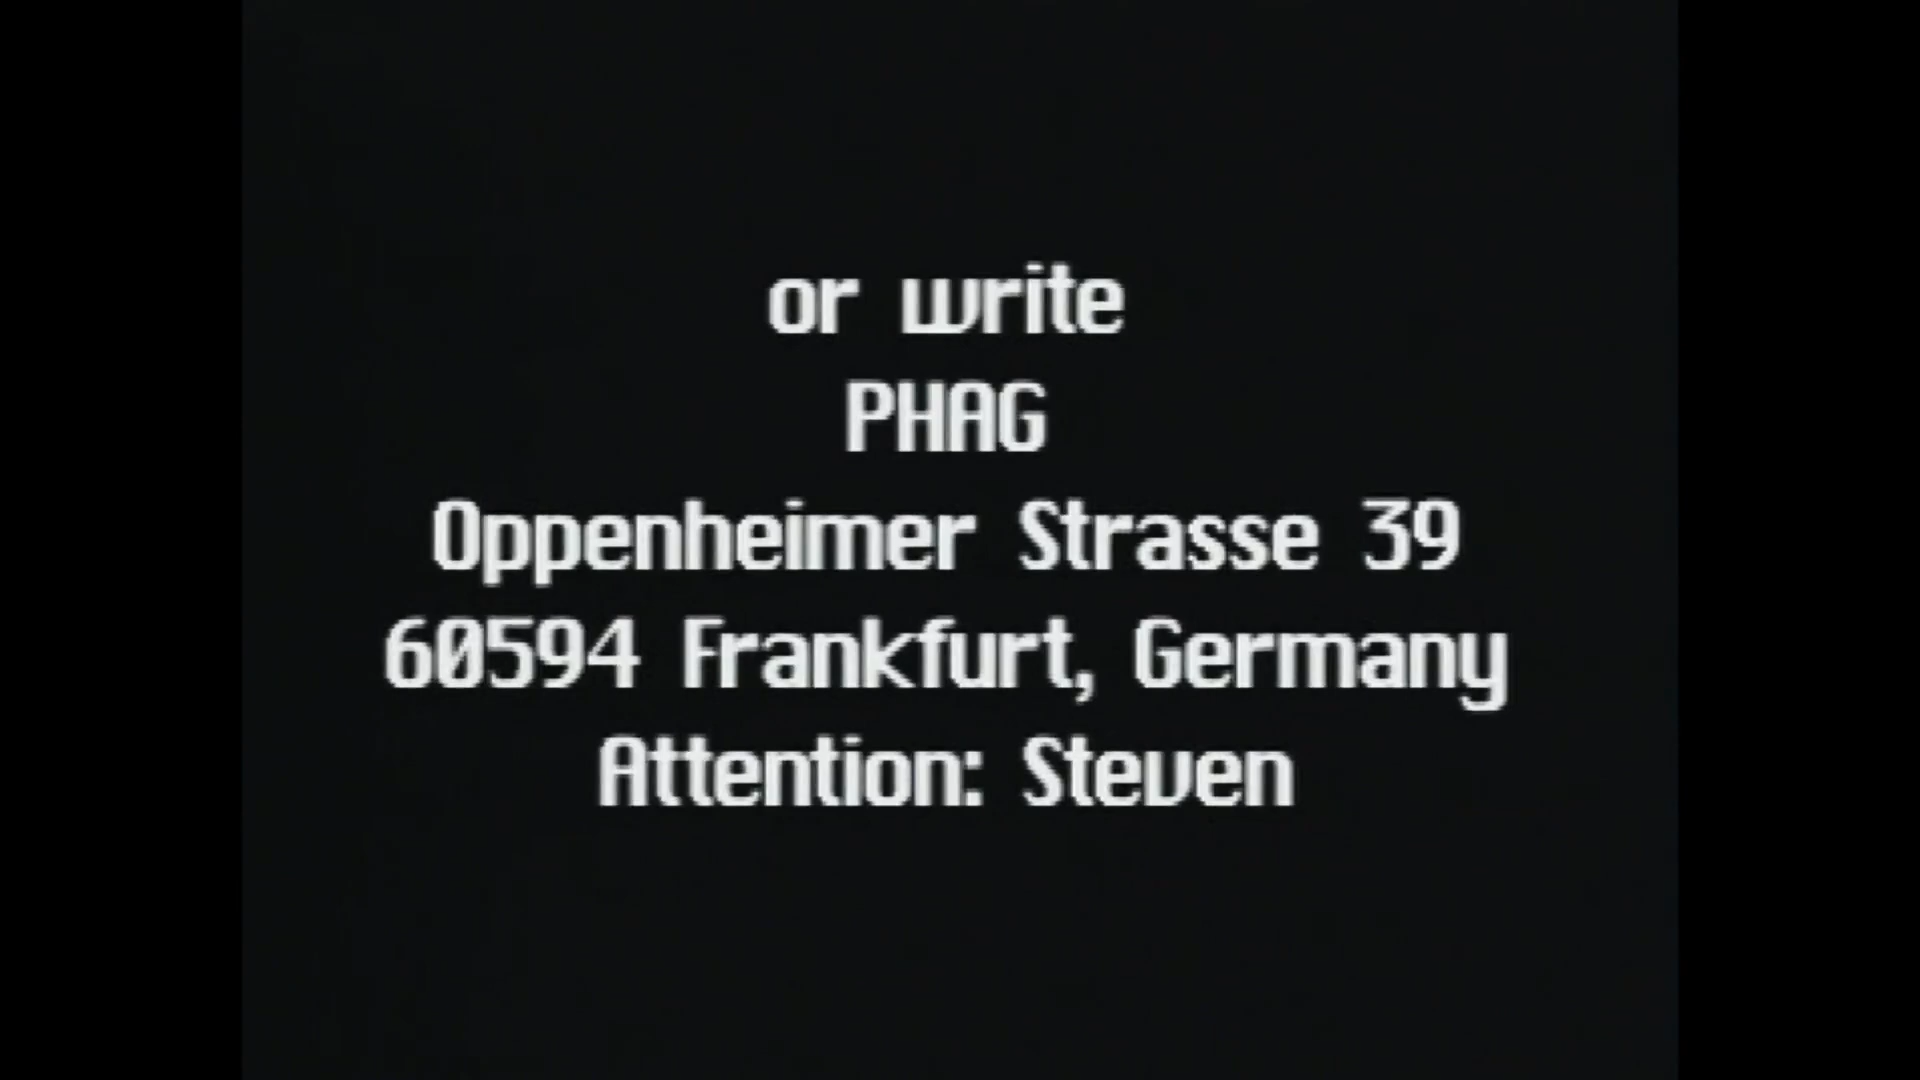 or write
PHAG
Oppenheimer Strasse 39
60594 Frankfurt, Germany
Attention: Steven